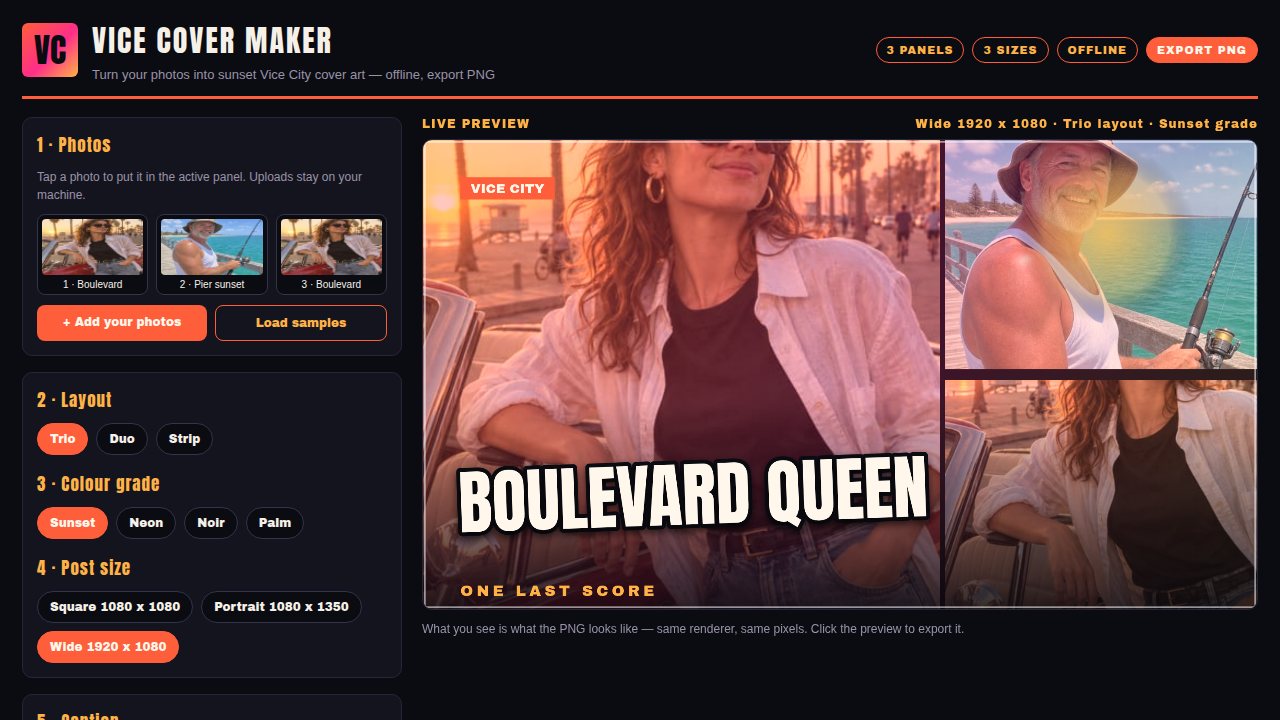 VC
VICE COVER MAKER
Turn your photos into sunset Vice City cover art — offline, export PNG
3 PANELS
3 SIZES
OFFLINE
EXPORT PNG
1 · Photos
Tap a photo to put it in the active panel. Uploads stay on your
machine.
1 · Boulevard
2 · Pier sunset
3 · Boulevard
+ Add your photos
Load samples
2 · Layout
Trio
Duo
Strip
3 · Colour grade
Sunset
Neon
Noir
Palm
4 · Post size
Square 1080 x 1080
Portrait 1080 x 1350
Wide 1920 x 1080
5 · Caption
LIVE PREVIEW
Wide 1920 x 1080 · Trio layout · Sunset grade
VICE CITY
BOULEVARD QUEEN
ONE LAST SCORE
What you see is what the PNG looks like — same renderer, same pixels. Click the preview to export it.